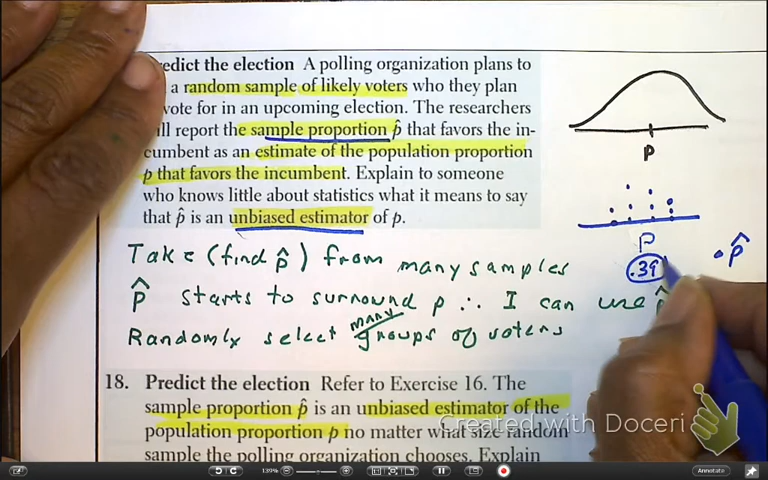 Predict the election A polling organization plans to
a random sample of likely voters who they plan
vote for in an upcoming election. The researchers
will report the sample proportion p̂ that favors the in-
cumbent as an estimate of the population proportion
p that favors the incumbent. Explain to someone
who knows little about statistics what it means to say
that p̂ is an unbiased estimator of p.
p
p
.39
• p̂
Take (find p̂) from many samples
p̂ starts to surround p ∴ I can use p̂
many
Randomly select groups of voters
18. Predict the election Refer to Exercise 16. The
sample proportion p̂ is an unbiased estimator of the
population proportion p no matter what size random
sample the polling organization chooses. Explain
Created with Doceri
139%
Annotate